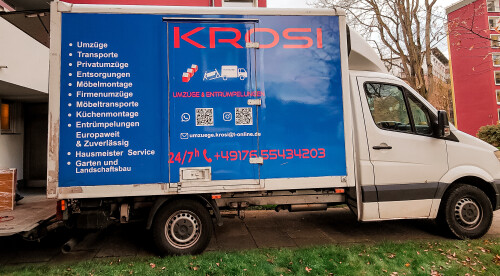 • Umzüge
• Transporte
• Privatumzüge
• Entsorgungen
• Möbelmontage
• Firmenumzüge
• Möbeltransporte
• Küchenmontage
• Entrümpelungen
Europaweit
& Zuverlässig
• Hausmeister Service
• Garten und
Landschaftsbau
KROSI
UMZUGE & ENTRUMPELUNGEN
umzuege.krosi@t-online.de
24/7h +49176 55434203